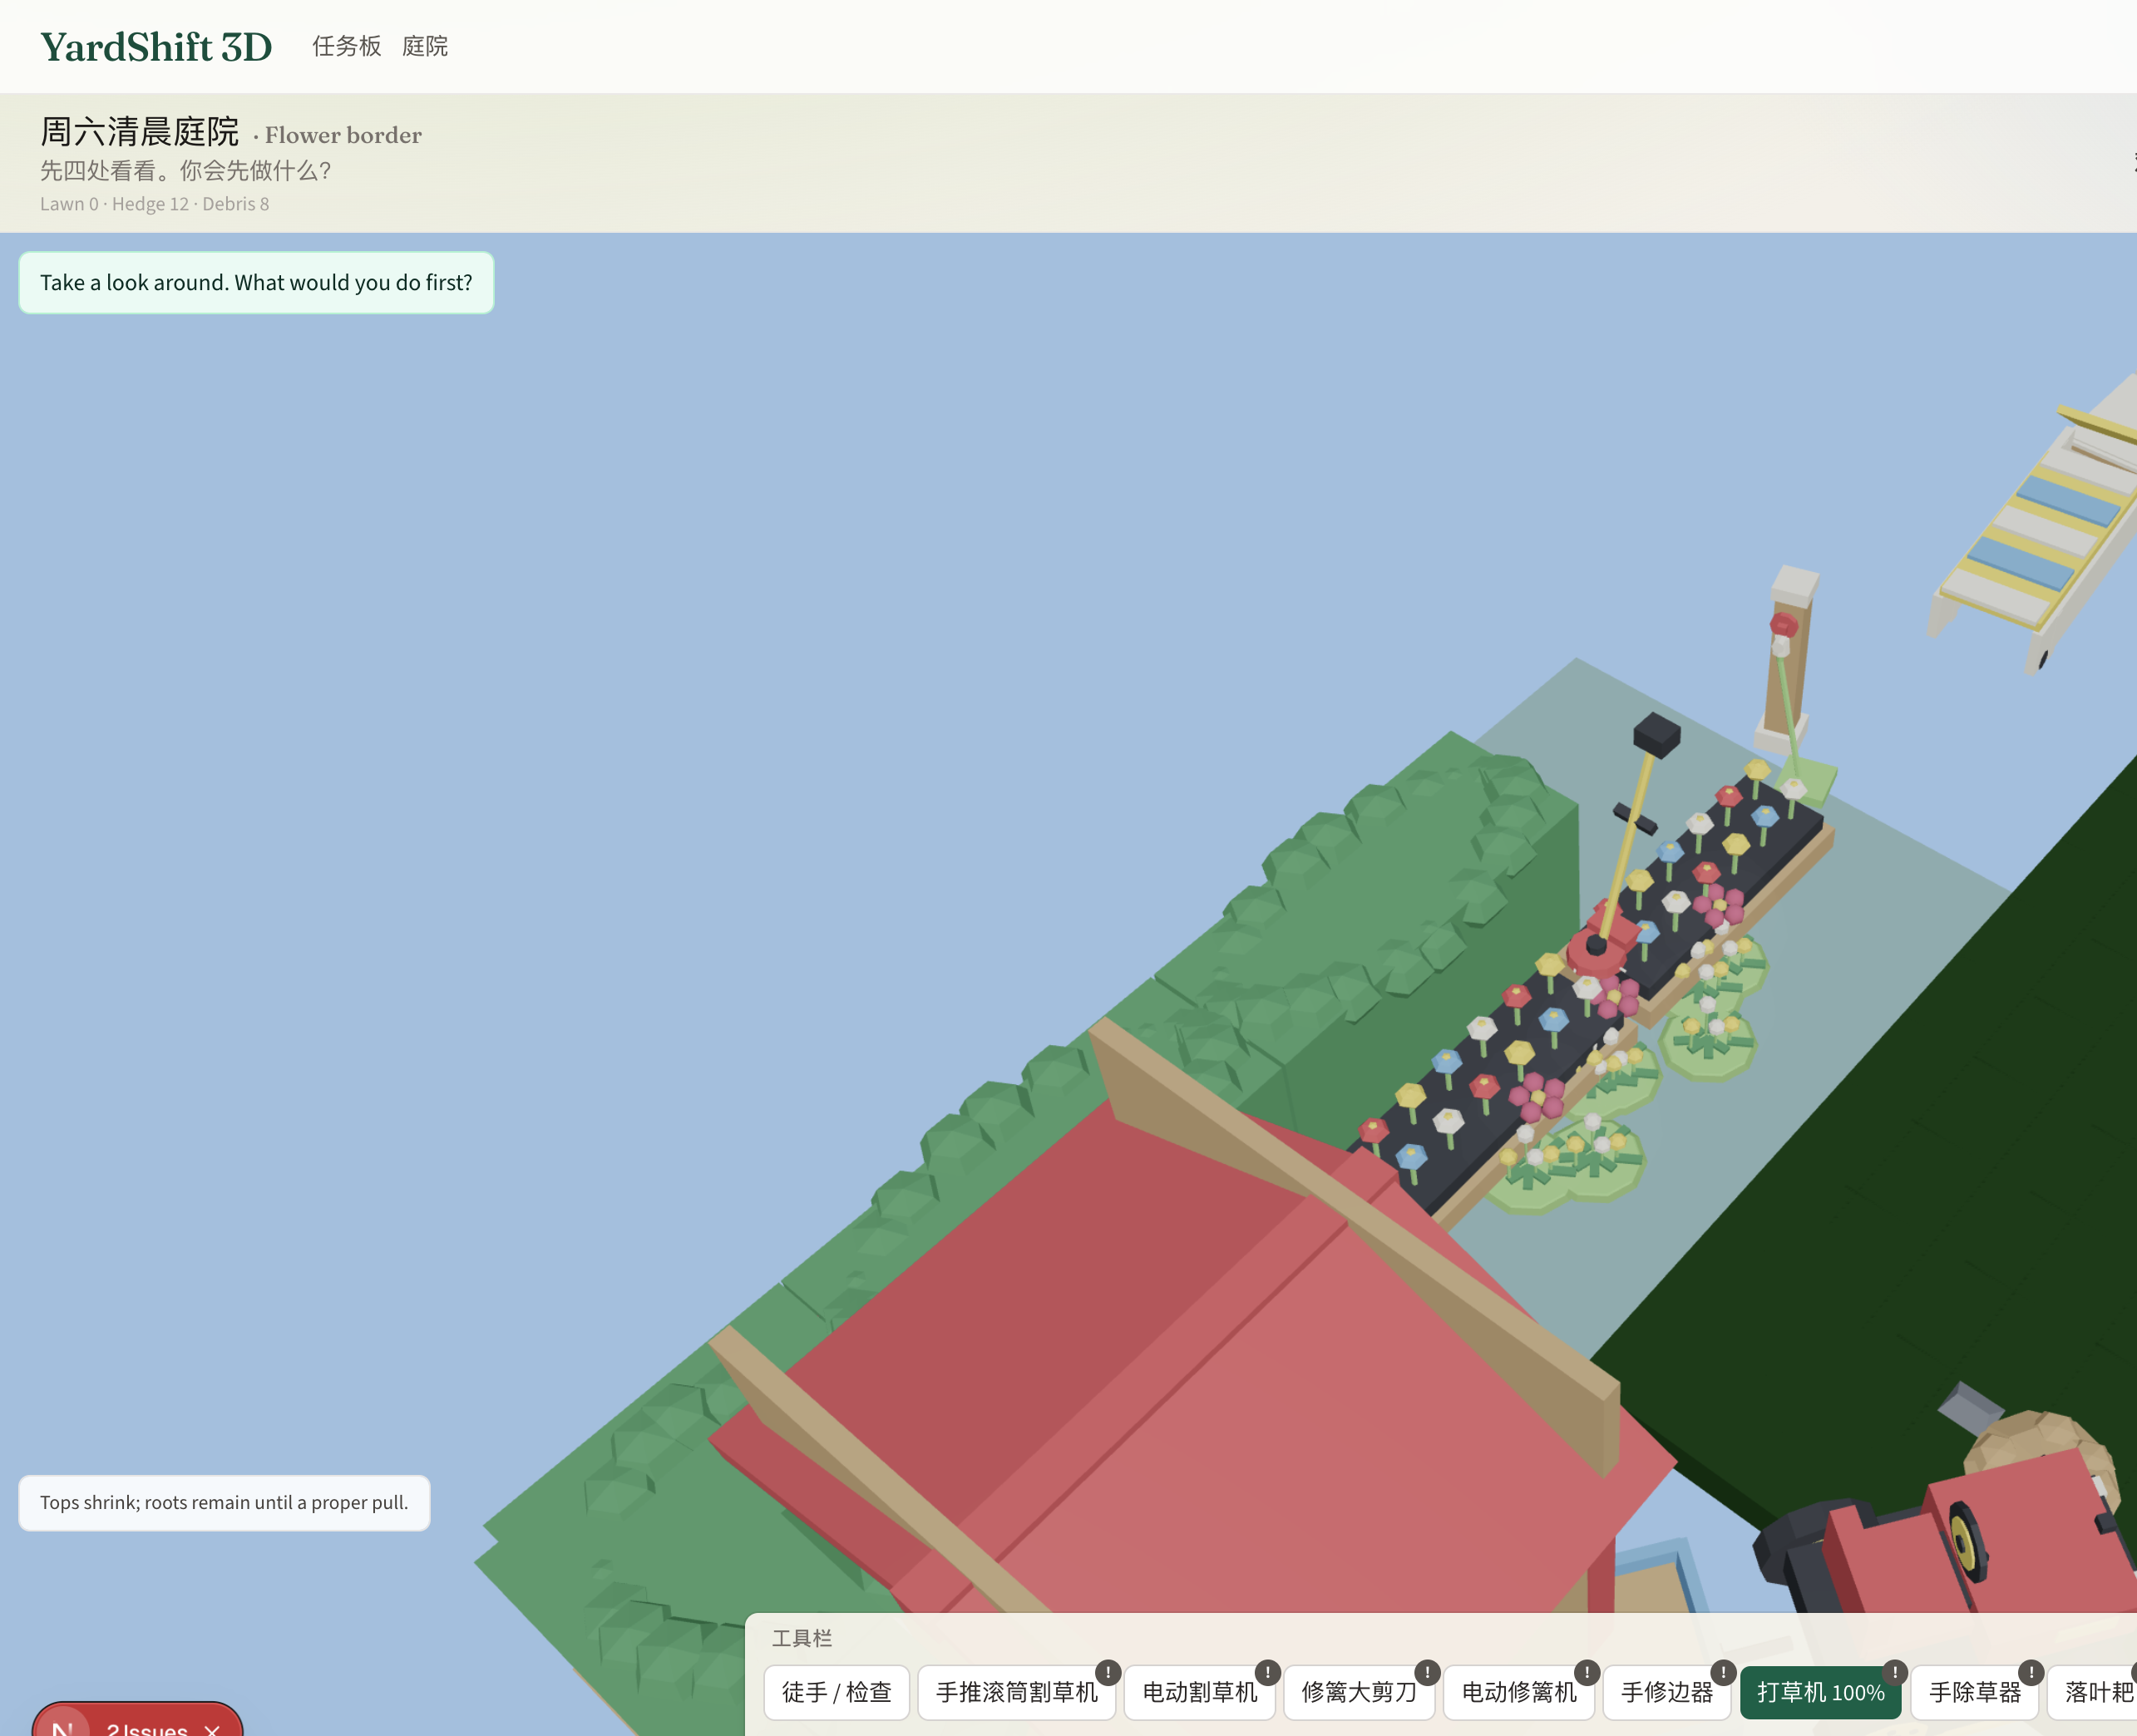 YardShift 3D 任务板 庭院
周六清晨庭院 · Flower border
先四处看看。你会先做什么？
Lawn 0 · Hedge 12 · Debris 8
Take a look around. What would you do first?
Tops shrink; roots remain until a proper pull.
工具栏
徒手 / 检查 手推滚筒割草机 ! 电动割草机 ! 修篱大剪刀 ! 电动修篱机 ! 手修边器 ! 打草机 100% ! 手除草器 ! 落叶耙
N 2 Issues ×